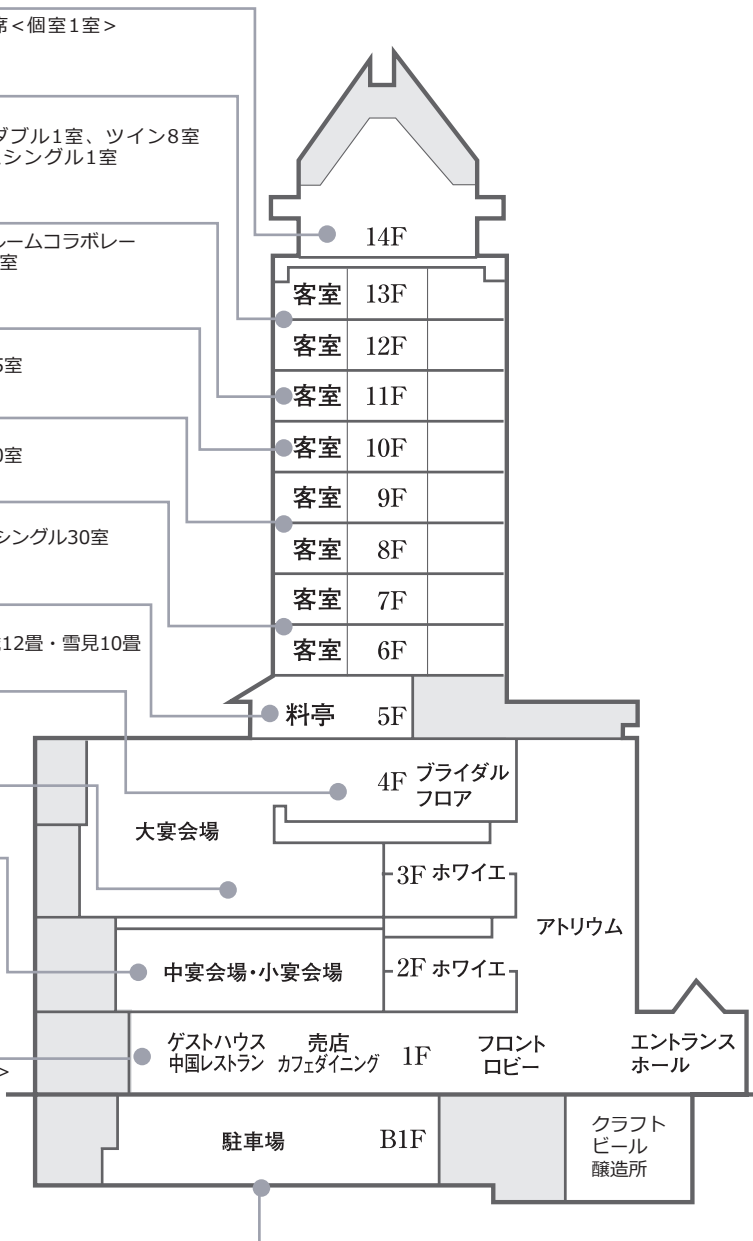 席<個室1室>
ダブル1室、ツイン8室
シングル1室
ルームコラボレー
室
14F
客室 13F
客室 12F
5室
客室 11F
客室 10F
0室
客室 9F
シングル30室
客室 8F
客室 7F
12畳・雪見10畳
客室 6F
料亭 5F
4F ブライダル
フロア
大宴会場
3F ホワイエ
アトリウム
中宴会場・小宴会場
2F ホワイエ
ゲストハウス
中国レストラン
売店
カフェダイニング
1F
フロント
ロビー
エントランス
ホール
>
駐車場
B1F
クラフト
ビール
醸造所